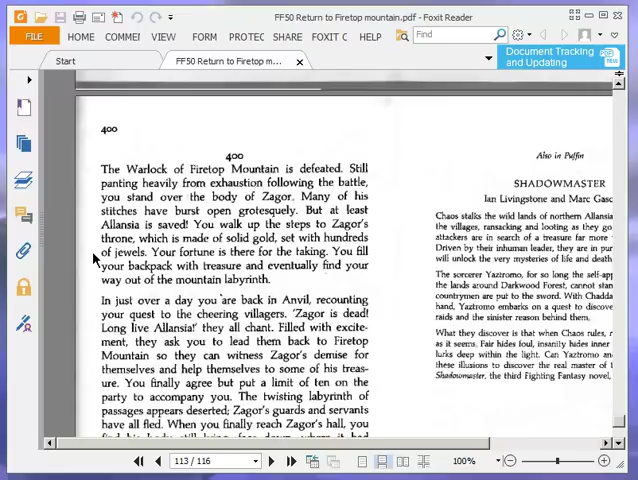 FF50 Return to Firetop mountain.pdf - Foxit Reader
FILE HOME COMMEI VIEW FORM PROTEC SHARE FOXIT C HELP Find
Document Tracking
and Updating
Start FF50 Return to Firetop m...
400
400
The Warlock of Firetop Mountain is defeated. Still
panting heavily from exhaustion following the battle,
you stand over the body of Zagor. Many of his
stitches have burst open grotesquely. But at least
Allansia is saved! You walk up the steps to Zagor's
throne, which is made of solid gold, set with hundreds
of jewels. Your fortune is there for the taking. You fill
your backpack with treasure and eventually find your
way out of the mountain labyrinth.
In just over a day you are back in Anvil, recounting
your quest to the cheering villagers. 'Zagor is dead!
Long live Allansia!' they all chant. Filled with excite-
ment, they ask you to lead them back to Firetop
Mountain so they can witness Zagor's demise for
themselves and help themselves to some of his treas-
ure. You finally agree but put a limit of ten on the
party to accompany you. The twisting labyrinth of
passages appears deserted; Zagor's guards and servants
have all fled. When you finally reach Zagor's hall, you
find his body still lying, face down, where it had
Also in Puffin
SHADOWMASTER
Ian Livingstone and Marc Gasc
Chaos stalks the wild lands of northern Allansia
the villages, ransacking and looting as they go
attackers are in search of a treasure far more
Driven by their inhuman leader, they are in p
will unlock the very mysteries of life and death
The sorcerer Yaztromo, for so long the self-ap
the lands around Darkwood Forest, cannot stan
countrymen are put to the sword. With Chadda
hand, Yaztromo embarks on a quest to discove
raids and the sinister reason behind them.
What they discover is that when Chaos rules, r
as it seems. Fair hides foul, insanity hides inner
lurks deep within the light. Can Yaztromo an
these illusions to discover the real master of t
Shadowmaster, the third Fighting Fantasy novel,
113 / 116 100%